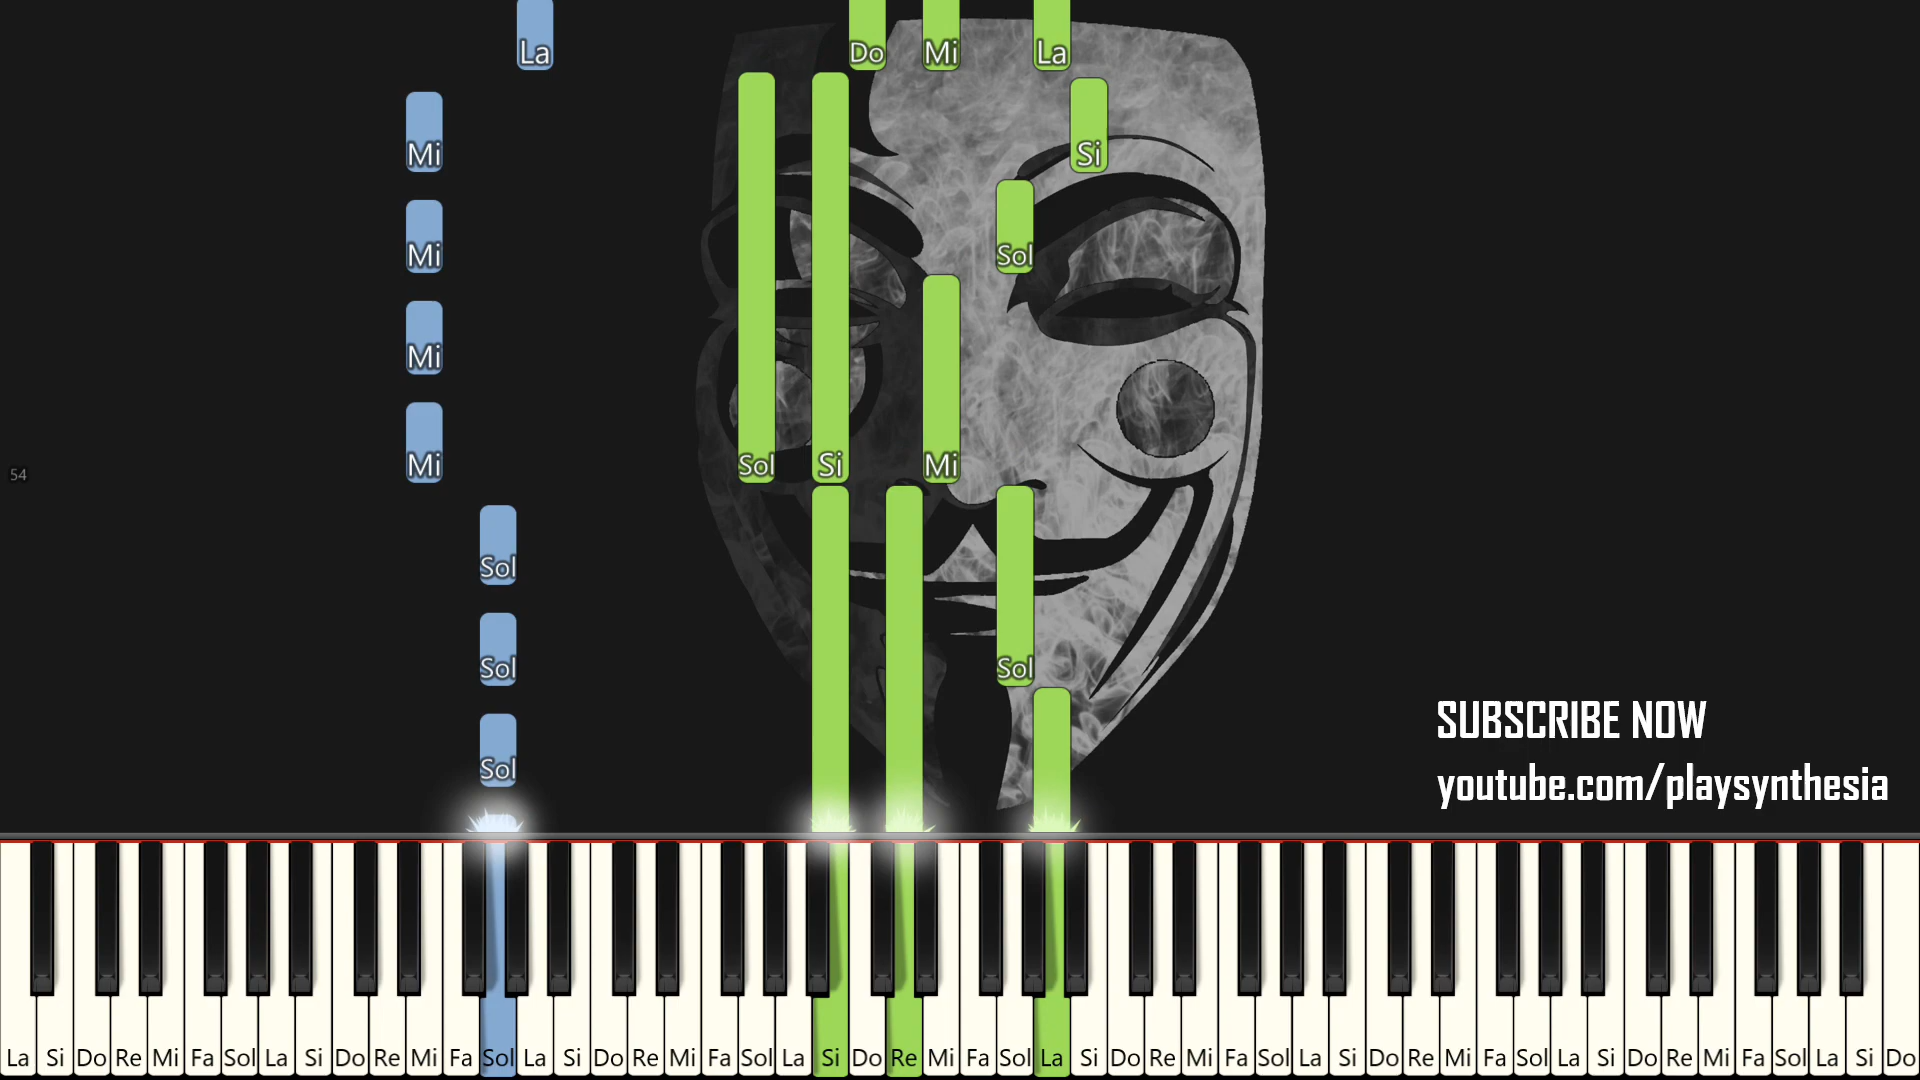 La Do Mi La
Mi Si
Mi Sol
Mi
Mi Sol Si Mi
54
Sol
Sol Sol
Sol
SUBSCRIBE NOW
youtube.com/playsynthesia
La Si Do Re Mi Fa Sol La Si Do Re Mi Fa Sol La Si Do Re Mi Fa Sol La Si Do Re Mi Fa Sol La Si Do Re Mi Fa Sol La Si Do Re Mi Fa Sol La Si Do Re Mi Fa Sol La Si Do